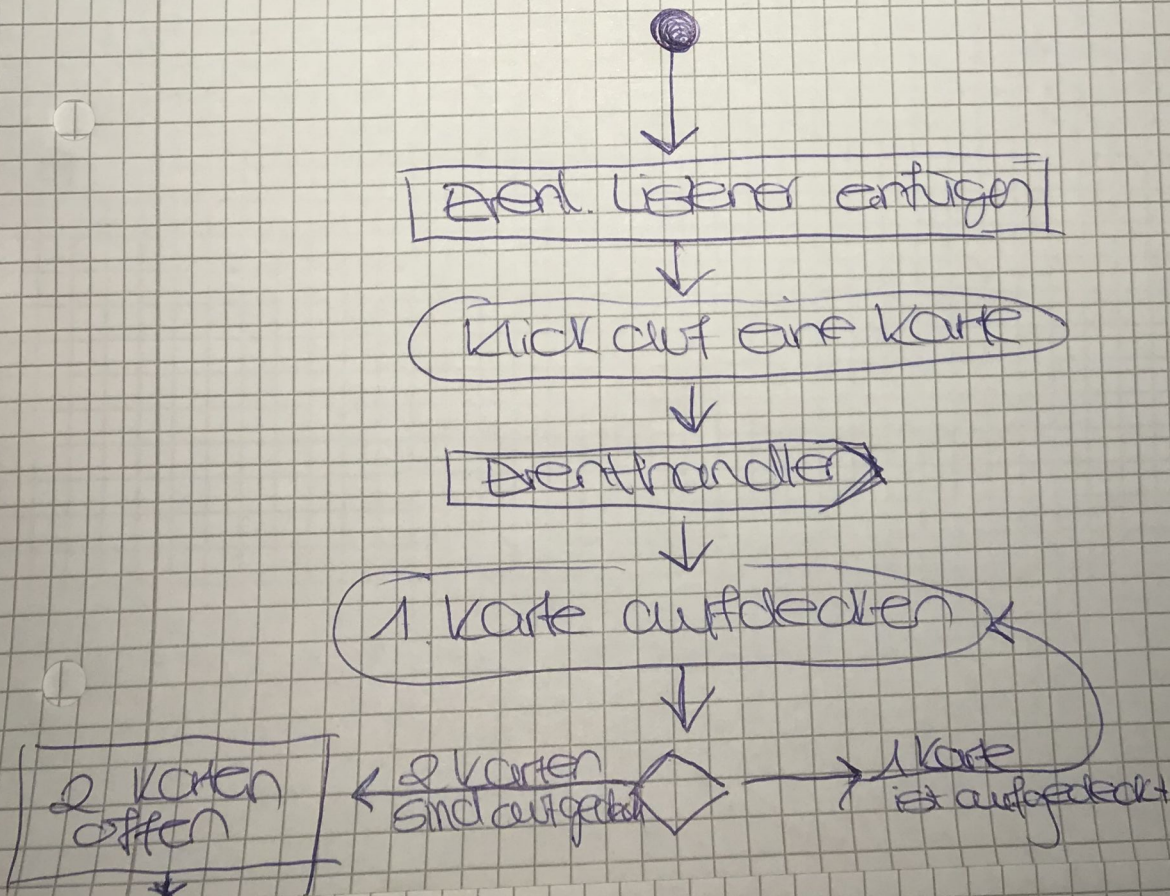 Event. Listener einfügen
Klick auf eine Karte
Eventhandler
1. Karte aufdecken
2 Karten
sind aufgedeckt
1 Karte
ist aufgedeckt
2 Karten
offen